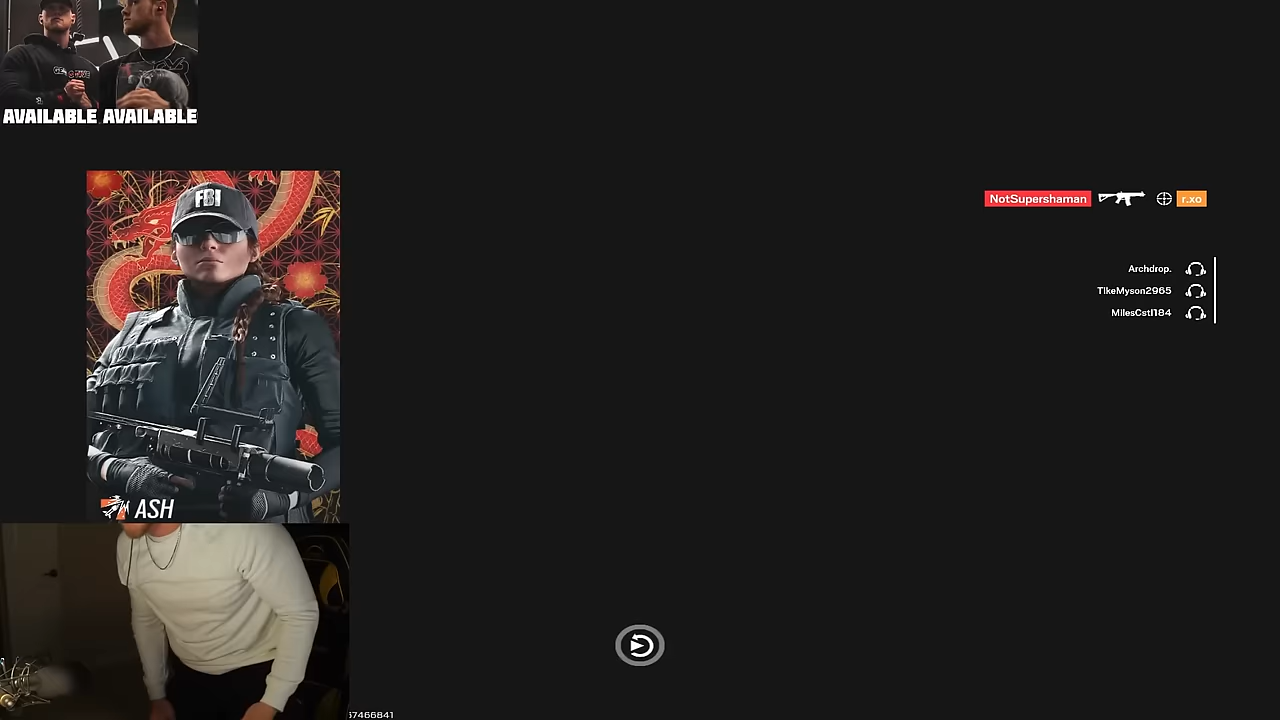 AVAILABLE AVAILABLE
FBI
ASH
NotSupershaman r.xo
Archdrop.
TikeMyson2965
MilesCstl184
57466841